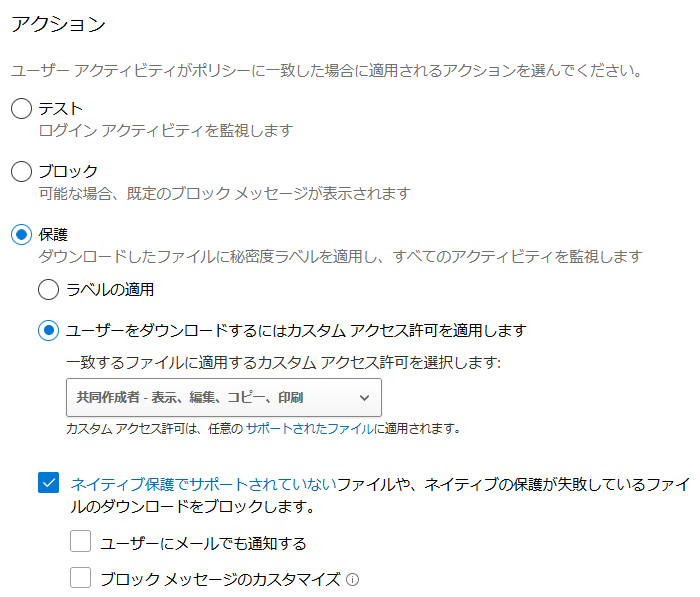 アクション
ユーザー アクティビティがポリシーに一致した場合に適用されるアクションを選んでください。
テスト
ログイン アクティビティを監視します
ブロック
可能な場合、既定のブロック メッセージが表示されます
保護
ダウンロードしたファイルに秘密度ラベルを適用し、すべてのアクティビティを監視します
ラベルの適用
ユーザーをダウンロードするにはカスタム アクセス許可を適用します
一致するファイルに適用するカスタム アクセス許可を選択します:
共同作成者 - 表示、編集、コピー、印刷
カスタム アクセス許可は、任意の サポートされたファイルに適用されます。
ネイティブ保護でサポートされていないファイルや、ネイティブの保護が失敗しているファイ
ルのダウンロードをブロックします。
ユーザーにメールでも通知する
ブロック メッセージのカスタマイズ